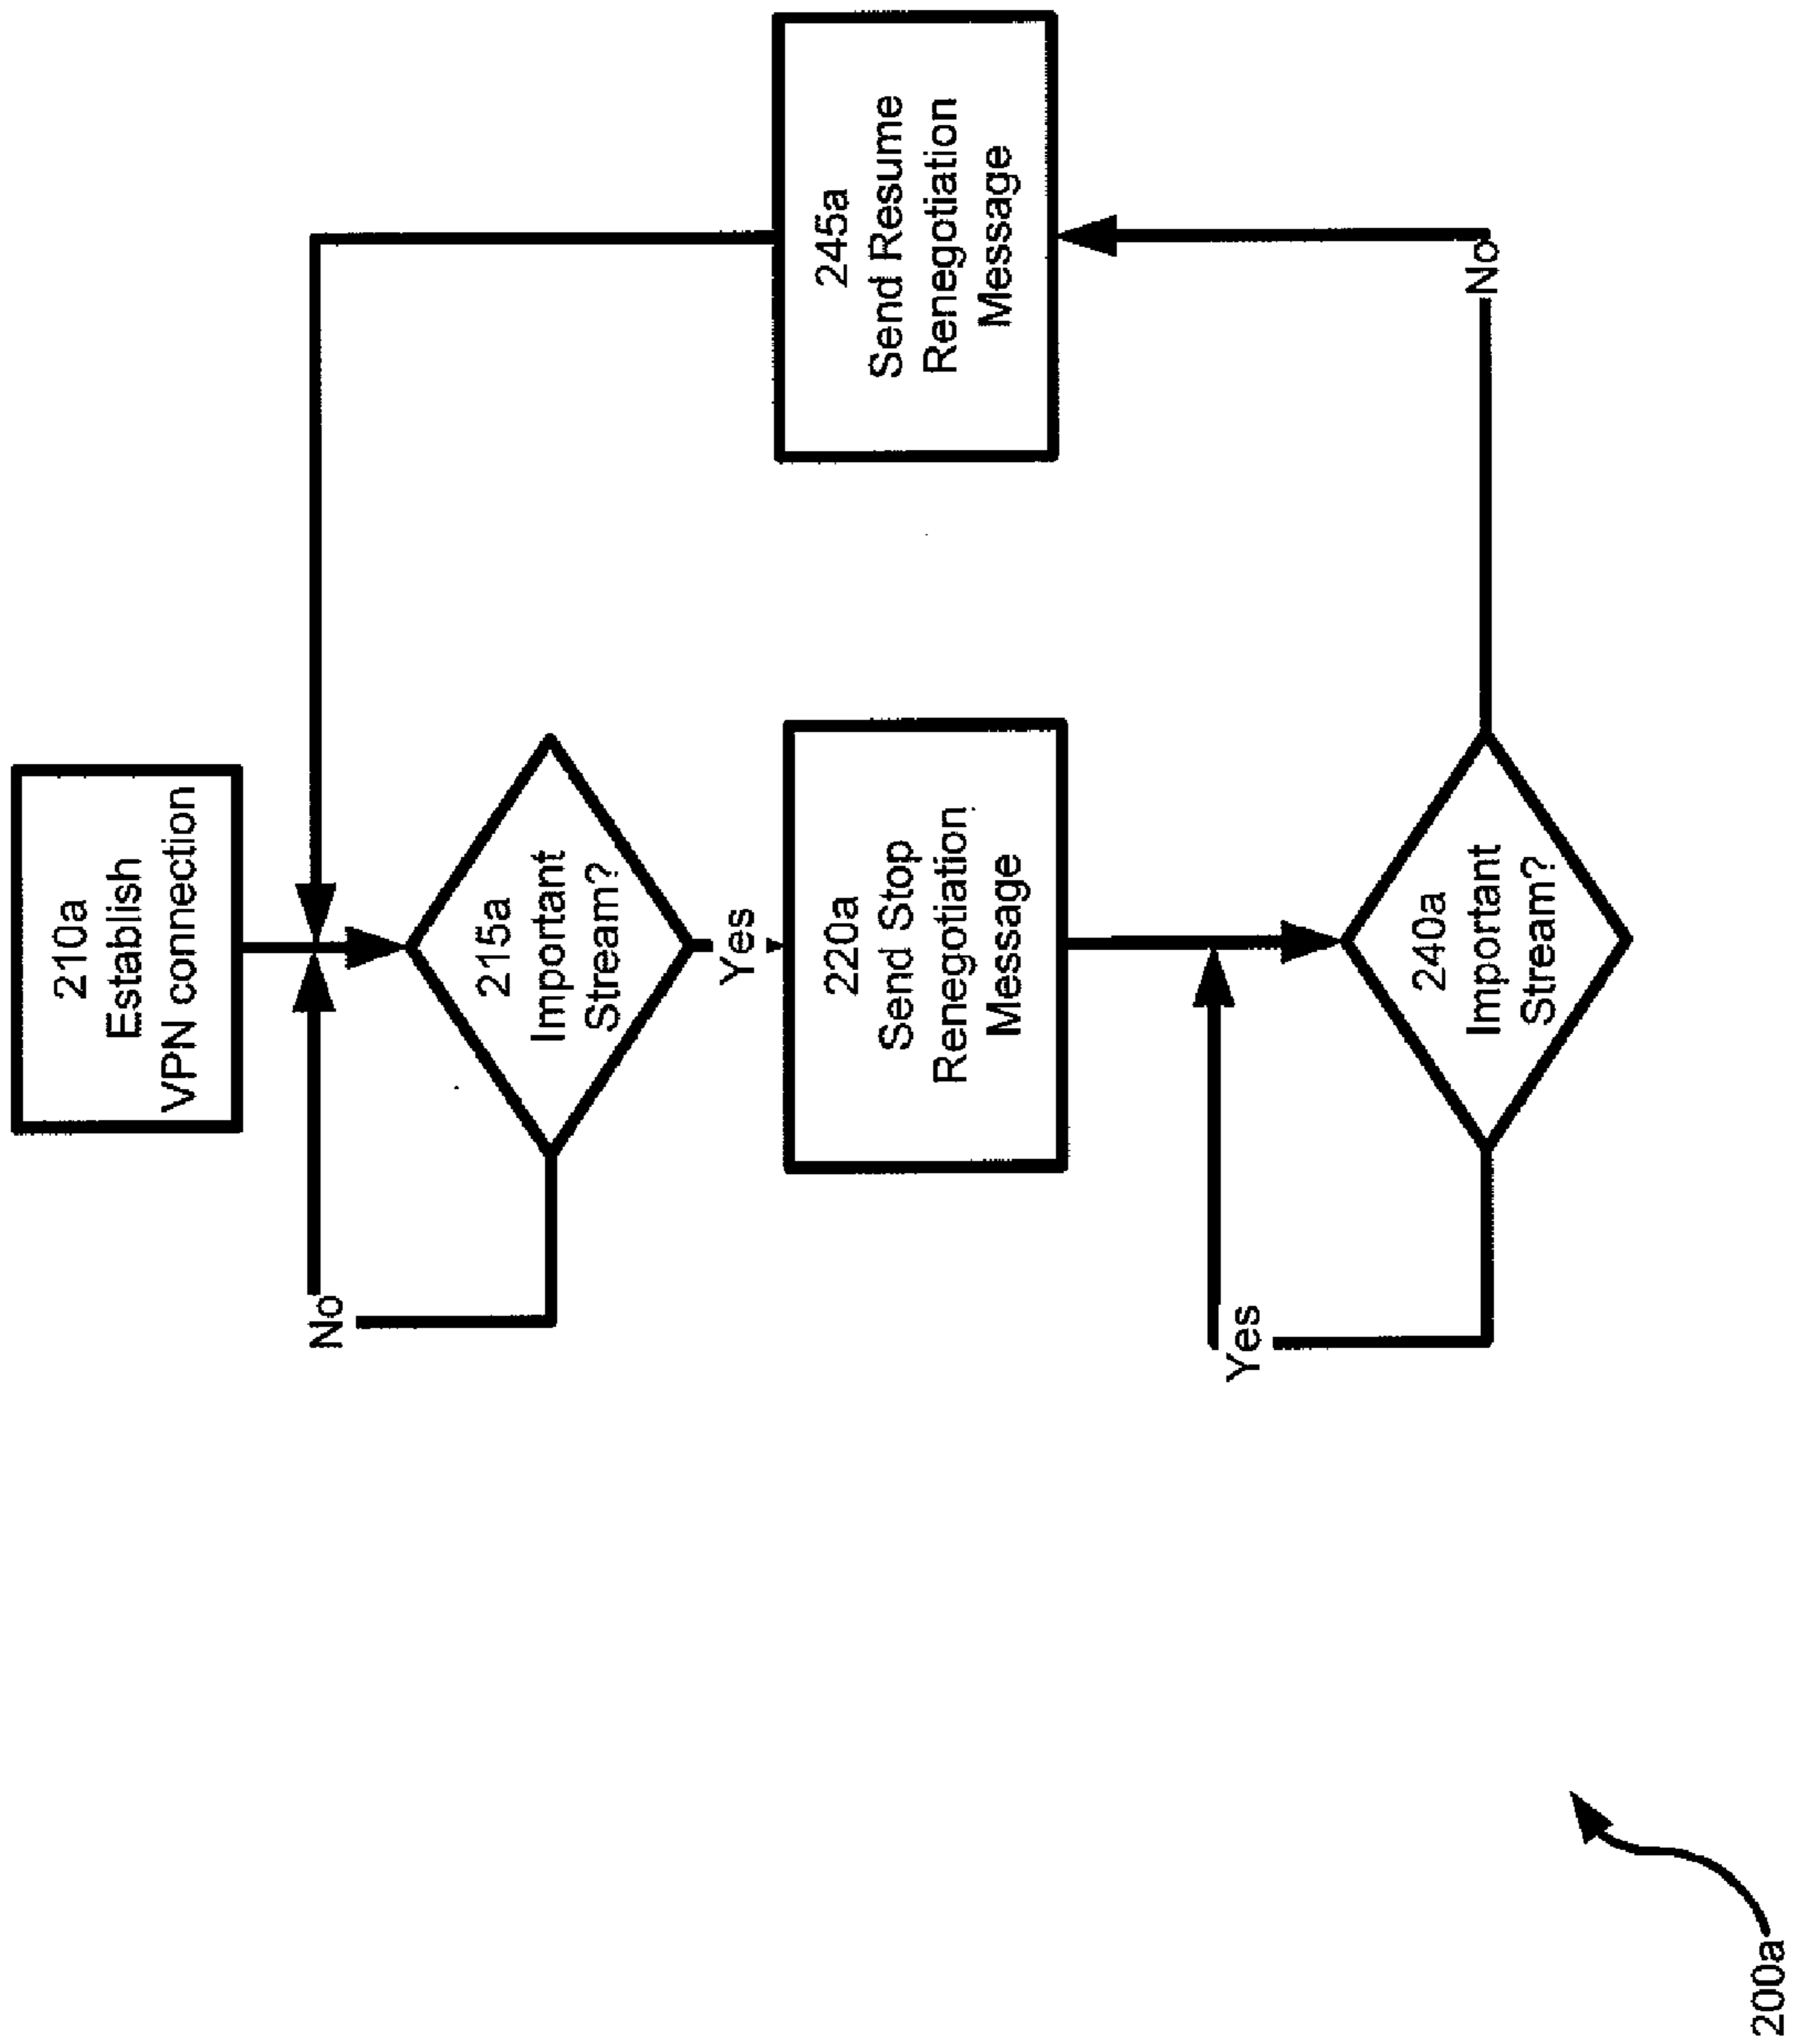 210a
Establish
VPN connection
215a
Important
Stream?
No
Yes
220a
Send Stop
Renegotiation
Message
240a
Important
Stream?
Yes
No
245a
Send Resume
Renegotiation
Message
200a